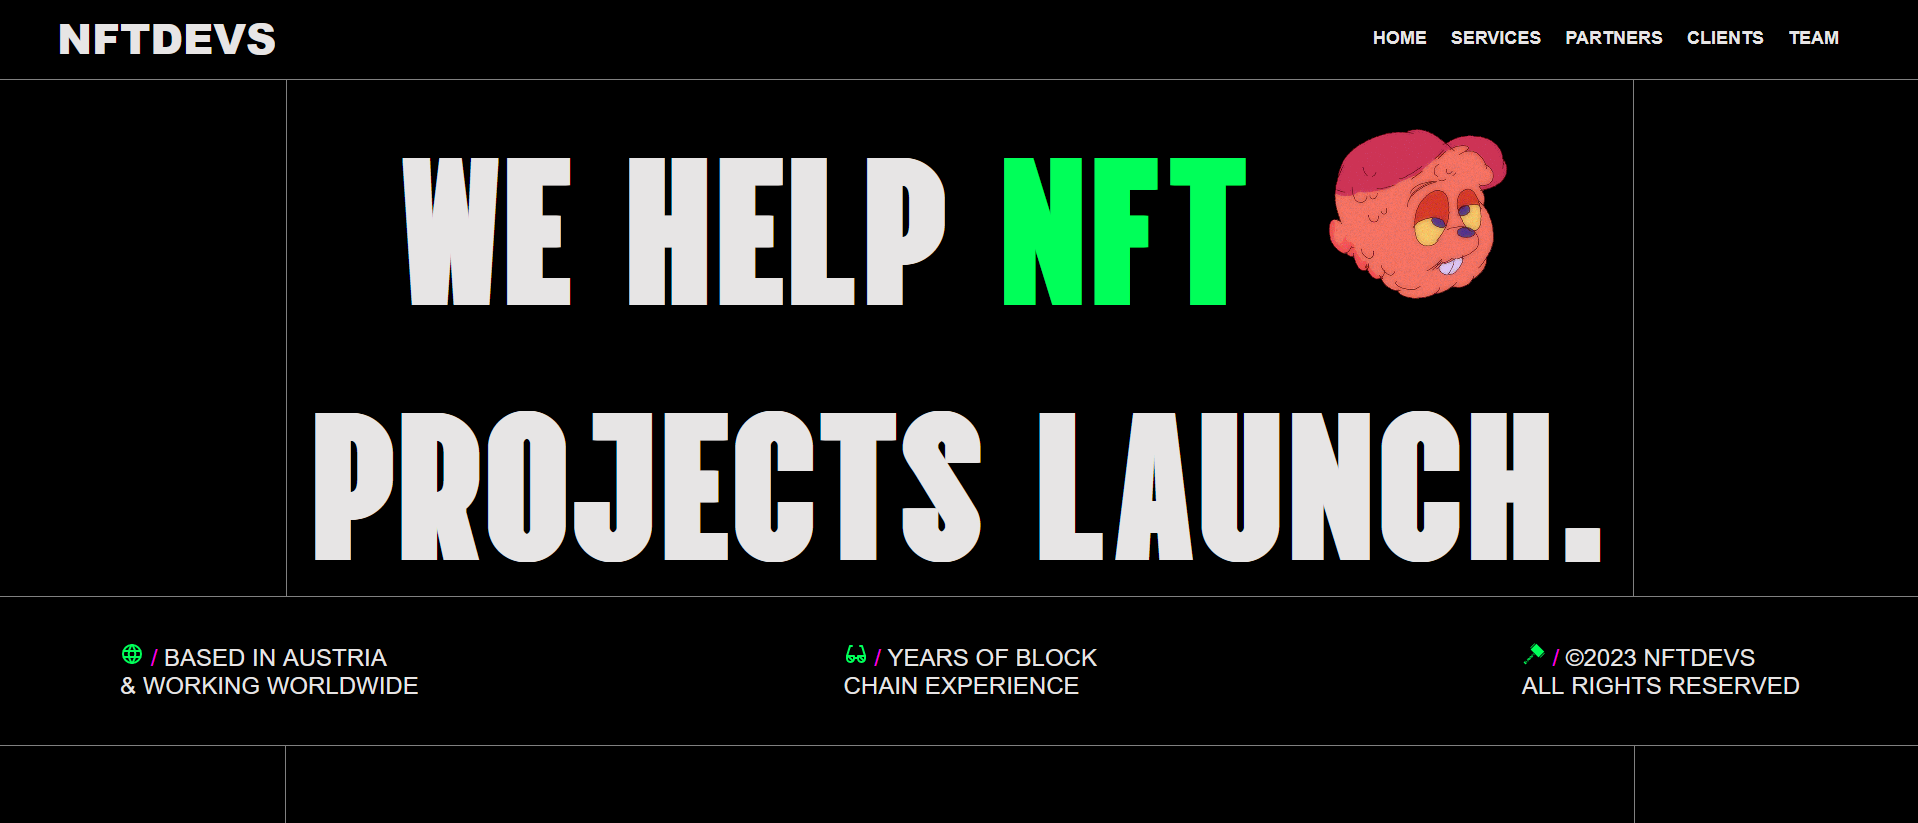 NFTDEVS
HOME SERVICES PARTNERS CLIENTS TEAM
WE HELP NFT
PROJECTS LAUNCH.
/ BASED IN AUSTRIA
& WORKING WORLDWIDE
/ YEARS OF BLOCK
CHAIN EXPERIENCE
/ ©2023 NFTDEVS
ALL RIGHTS RESERVED